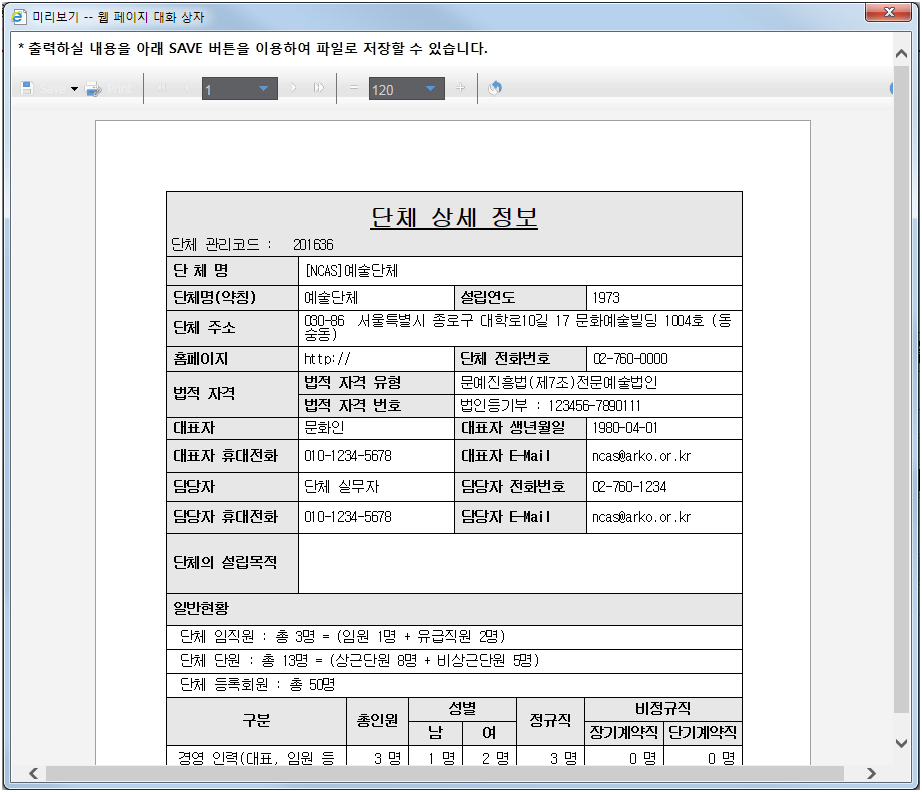 미리보기 -- 웹 페이지 대화 상자
* 출력하실 내용을 아래 SAVE 버튼을 이용하여 파일로 저장할 수 있습니다.
Save Print 1 120
단체 상세 정보
단체 관리코드 : 201636
단 체 명 [NCAS]예술단체
단체명(약칭) 예술단체 설립연도 1973
단체 주소 030-86 서울특별시 종로구 대학로10길 17 문화예술빌딩 1004호 (동
숭동)
홈페이지 http:// 단체 전화번호 02-760-0000
법적 자격 법적 자격 유형 문예진흥법(제7조)전문예술법인
법적 자격 번호 법인등기부 : 123456-7890111
대표자 문화인 대표자 생년월일 1980-04-01
대표자 휴대전화 010-1234-5678 대표자 E-Mail ncas@arko.or.kr
담당자 단체 실무자 담당자 전화번호 02-760-1234
담당자 휴대전화 010-1234-5678 담당자 E-Mail ncas@arko.or.kr
단체의 설립목적
일반현황
단체 임직원 : 총 3명 = (임원 1명 + 유급직원 2명)
단체 단원 : 총 13명 = (상근단원 8명 + 비상근단원 5명)
단체 등록회원 : 총 50명
구분 총인원 성별 정규직 비정규직
남 여 장기계약직 단기계약직
경영 인력(대표, 임원 등 3 명 1 명 2 명 3 명 0 명 0 명